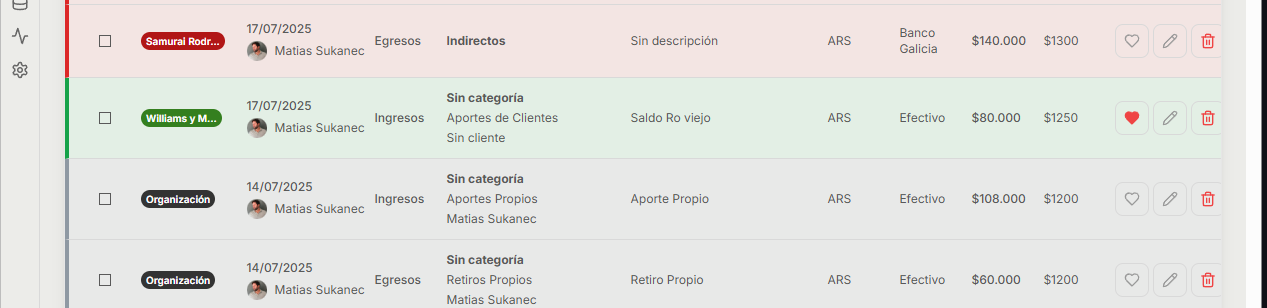 17/07/2025
Samurai Rodr... Matias Sukanec Egresos Indirectos Sin descripción ARS Banco Galicia $140.000 $1300
17/07/2025
Williams y M... Matias Sukanec Ingresos Sin categoría Aportes de Clientes Sin cliente Saldo Ro viejo ARS Efectivo $80.000 $1250
14/07/2025
Organización Matias Sukanec Ingresos Sin categoría Aportes Propios Matias Sukanec Aporte Propio ARS Efectivo $108.000 $1200
14/07/2025
Organización Matias Sukanec Egresos Sin categoría Retiros Propios Matias Sukanec Retiro Propio ARS Efectivo $60.000 $1200